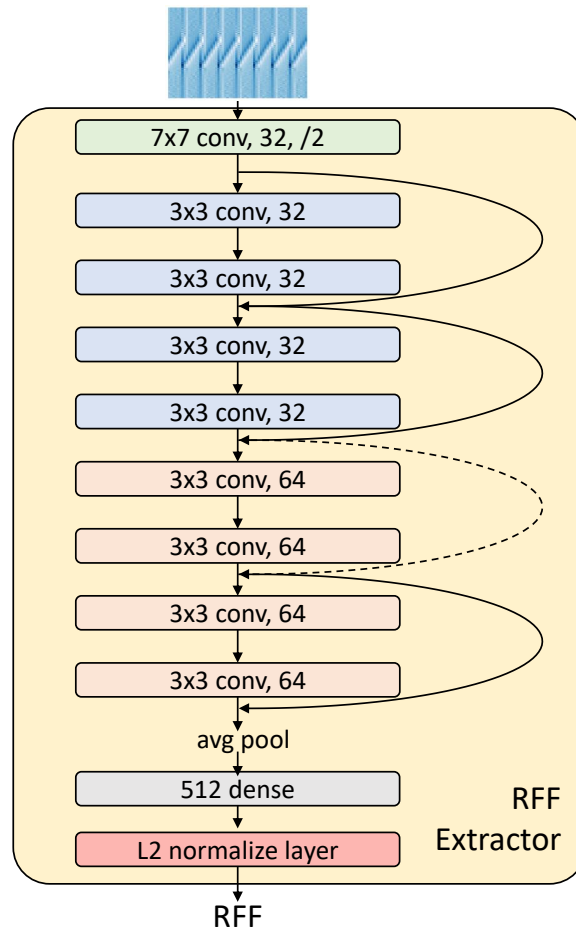 7x7 conv, 32, /2
3x3 conv, 32
3x3 conv, 32
3x3 conv, 32
3x3 conv, 32
3x3 conv, 64
3x3 conv, 64
3x3 conv, 64
3x3 conv, 64
avg pool
512 dense
L2 normalize layer
RFF
Extractor
RFF